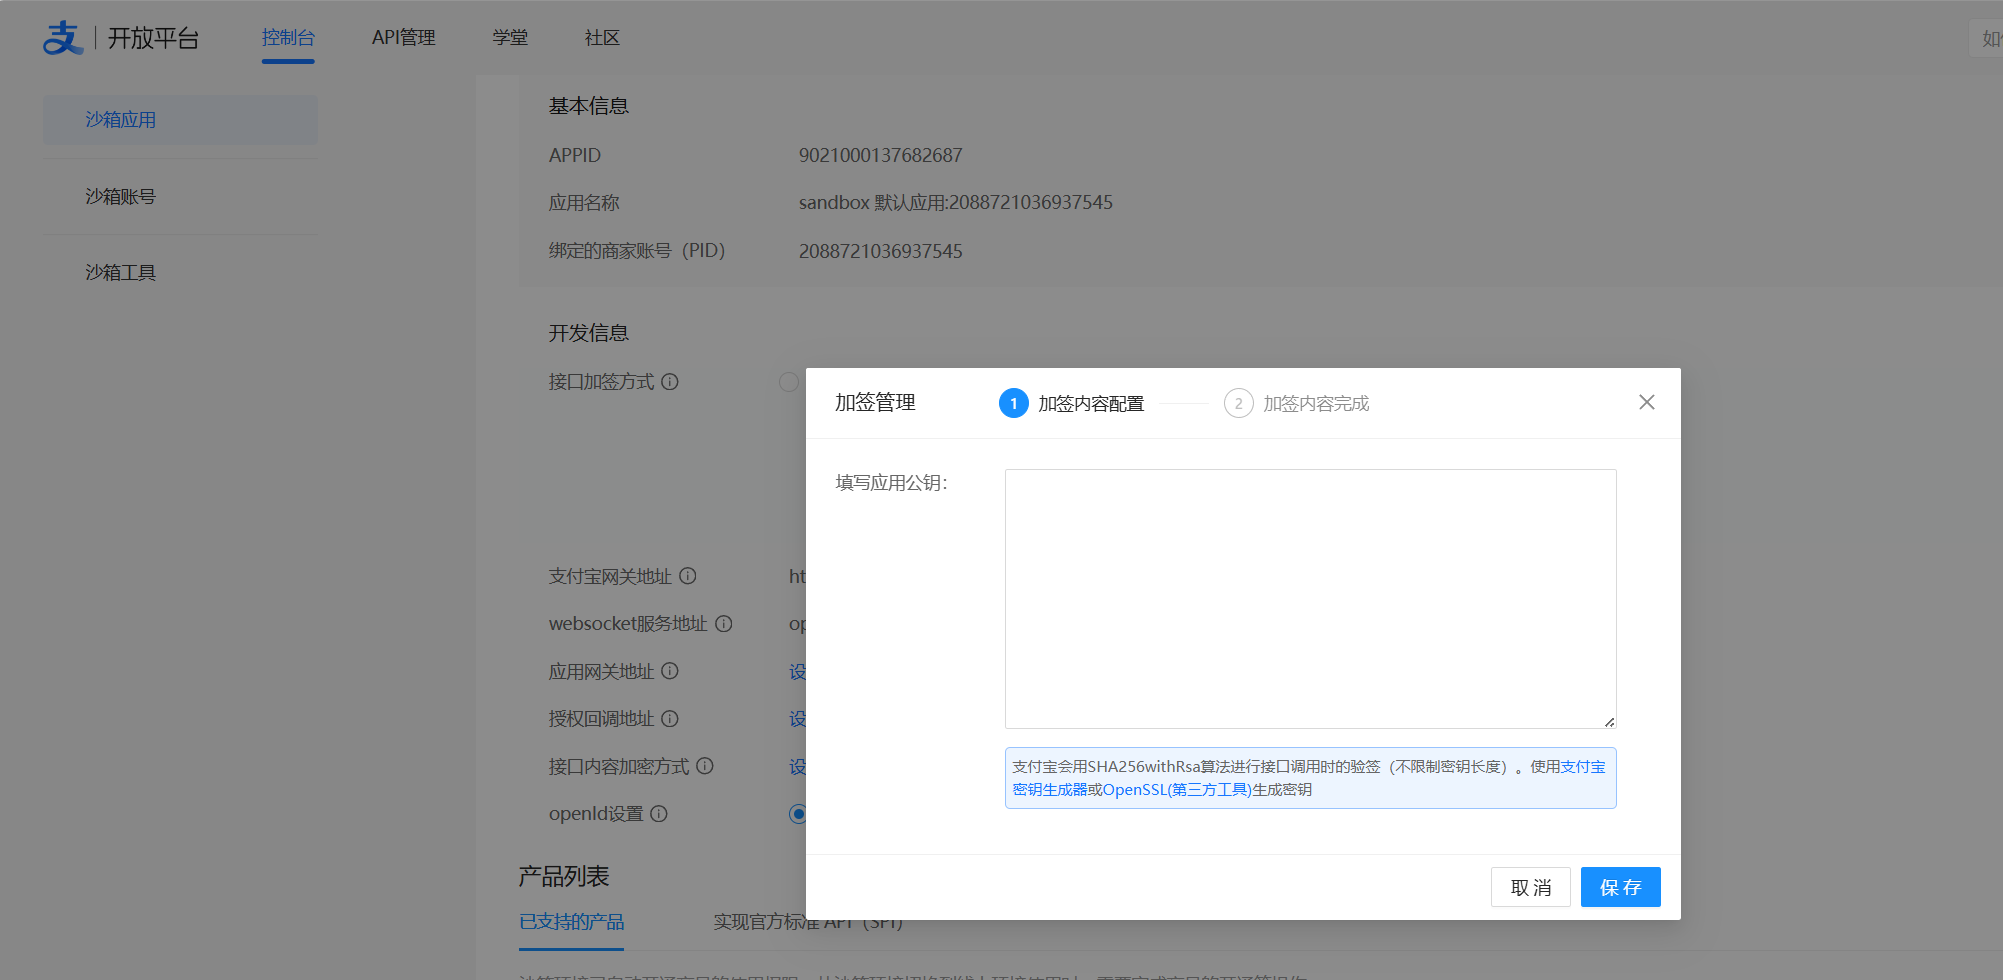 支 开放平台 控制台 API管理 学堂 社区
沙箱应用
沙箱账号
沙箱工具
基本信息
APPID 9021000137682687
应用名称 sandbox 默认应用:2088721036937545
绑定的商家账号（PID） 2088721036937545
开发信息
接口加签方式
支付宝网关地址 ht
websocket服务地址 op
应用网关地址 设
授权回调地址 设
接口内容加密方式 设
openId设置
产品列表
已支持的产品 实现官方标准 API（SPI）
加签管理 1 加签内容配置 2 加签内容完成
填写应用公钥：
支付宝会用SHA256withRsa算法进行接口调用时的验签（不限制密钥长度）。使用支付宝
密钥生成器或OpenSSL(第三方工具)生成密钥
取 消 保 存